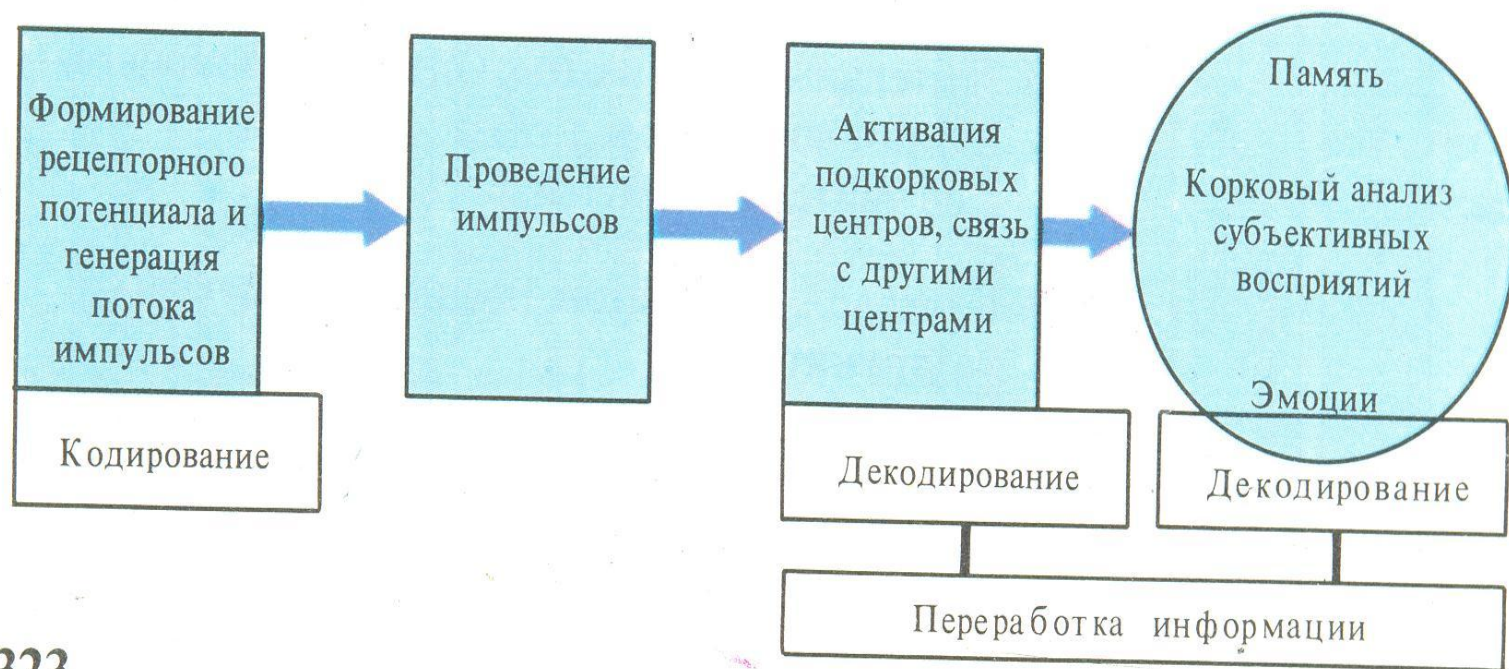 Формирование
рецепторного
потенциала и
генерация
потока
импульсов
Кодирование
Проведение
импульсов
Активация
подкорковых
центров, связь
с другими
центрами
Декодирование
Память
Корковый анализ
субъективных
восприятий
Эмоции
Декодирование
Переработка информации
323